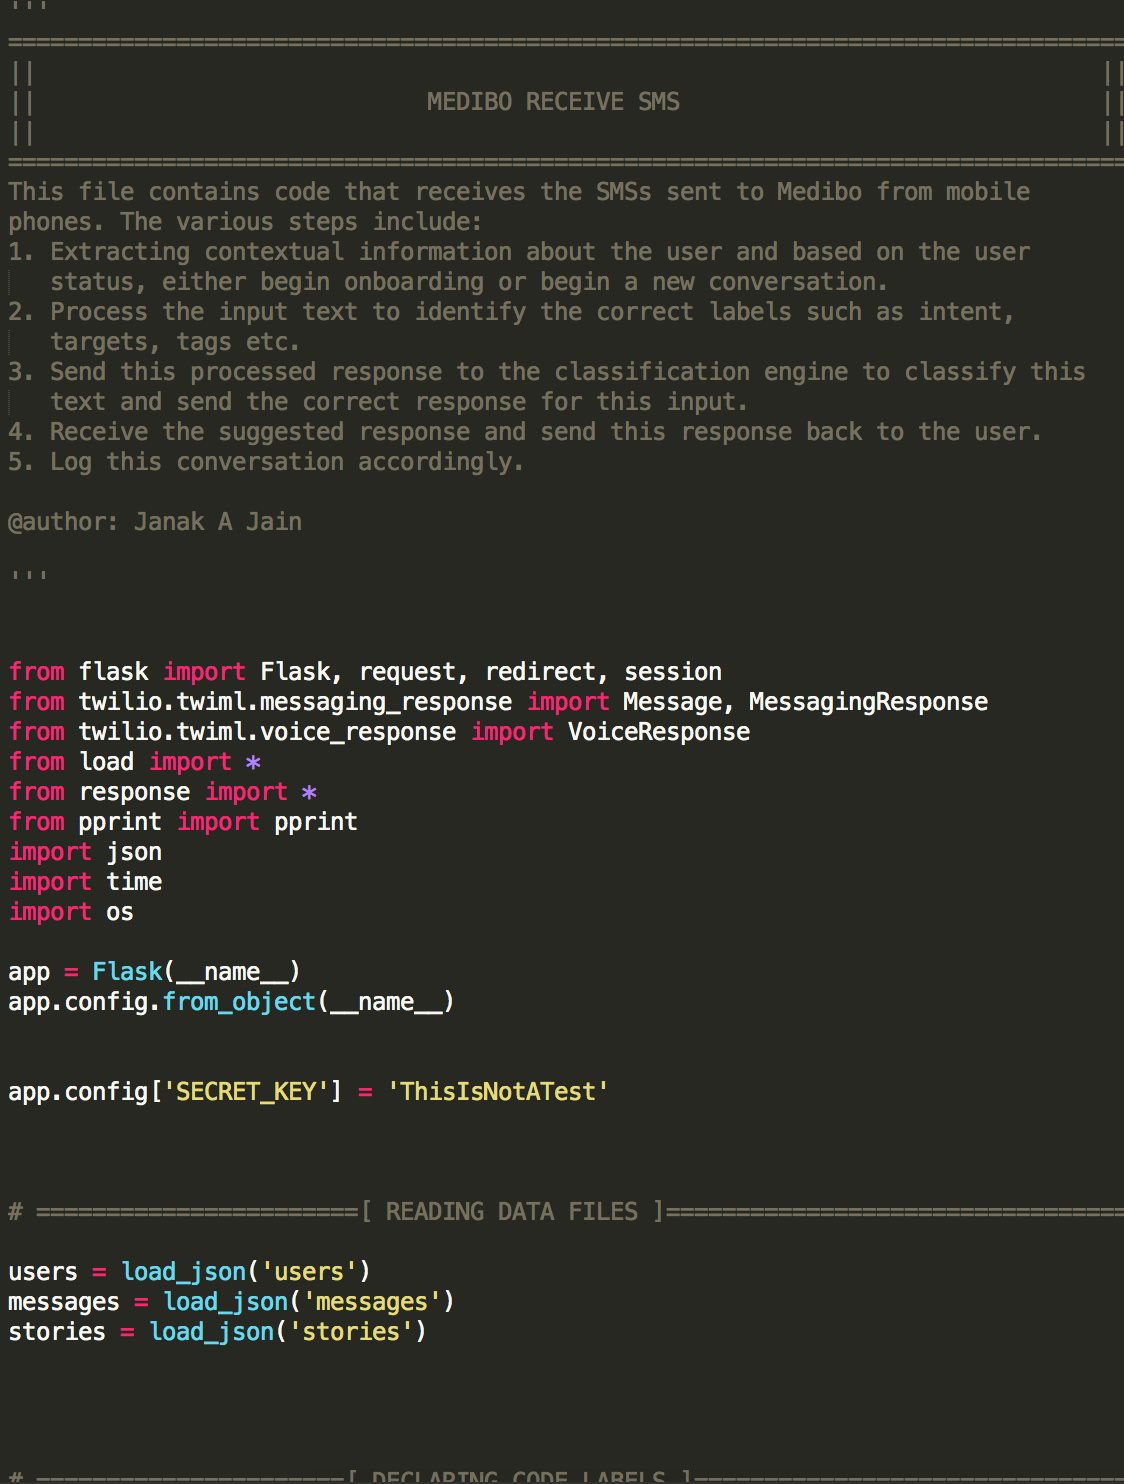 '''
================================================================================
||                            MEDIBO RECEIVE SMS                              ||
||                                                                            ||
||                                                                            ||
================================================================================
This file contains code that receives the SMSs sent to Medibo from mobile
phones. The various steps include:
1. Extracting contextual information about the user and based on the user
   status, either begin onboarding or begin a new conversation.
2. Process the input text to identify the correct labels such as intent,
   targets, tags etc.
3. Send this processed response to the classification engine to classify this
   text and send the correct response for this input.
4. Receive the suggested response and send this response back to the user.
5. Log this conversation accordingly.

@author: Janak A Jain

'''

from flask import Flask, request, redirect, session
from twilio.twiml.messaging_response import Message, MessagingResponse
from twilio.twiml.voice_response import VoiceResponse
from load import *
from response import *
from pprint import pprint
import json
import time
import os

app = Flask(__name__)
app.config.from_object(__name__)

app.config['SECRET_KEY'] = 'ThisIsNotATest'

# =======================[ READING DATA FILES ]=================================

users = load_json('users')
messages = load_json('messages')
stories = load_json('stories')

# ======================[ DECLARING CODE LABELS ]===============================